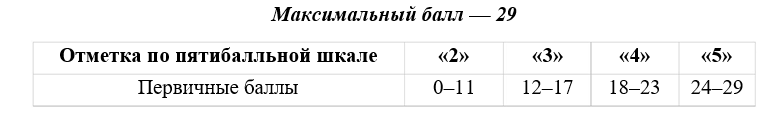 Максимальный балл — 29
Отметка по пятибалльной шкале «2» «3» «4» «5»
Первичные баллы 0–11 12–17 18–23 24–29